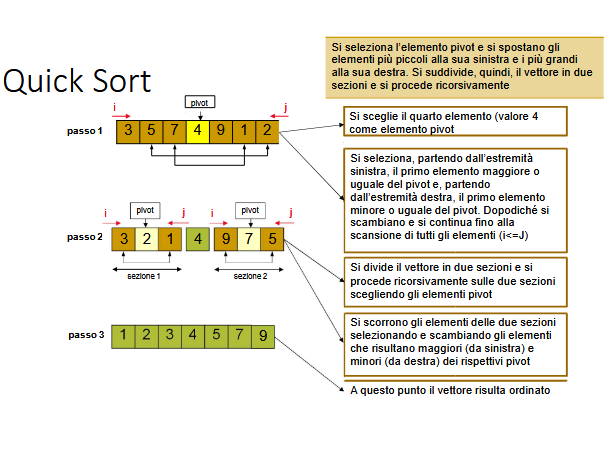 Quick Sort
Si seleziona l'elemento pivot e si spostano gli
elementi più piccoli alla sua sinistra e i più grandi
alla sua destra. Si suddivide, quindi, il vettore in due
sezioni e si procede ricorsivamente
pivot
i
j
passo 1
3 5 7 4 9 1 2
Si sceglie il quarto elemento (valore 4
come elemento pivot
Si seleziona, partendo dall'estremità
sinistra, il primo elemento maggiore o
uguale del pivot e, partendo
dall'estremità destra, il primo elemento
minore o uguale del pivot. Dopodiché si
scambiano e si continua fino alla
scansione di tutti gli elementi (i<=J)
i pivot j i pivot j
passo 2
3 2 1 4 9 7 5
sezione 1 sezione 2
Si divide il vettore in due sezioni e si
procede ricorsivamente sulle due sezioni
scegliendo gli elementi pivot
Si scorrono gli elementi delle due sezioni
selezionando e scambiando gli elementi
che risultano maggiori (da sinistra) e
minori (da destra) dei rispettivi pivot
passo 3
1 2 3 4 5 7 9
A questo punto il vettore risulta ordinato